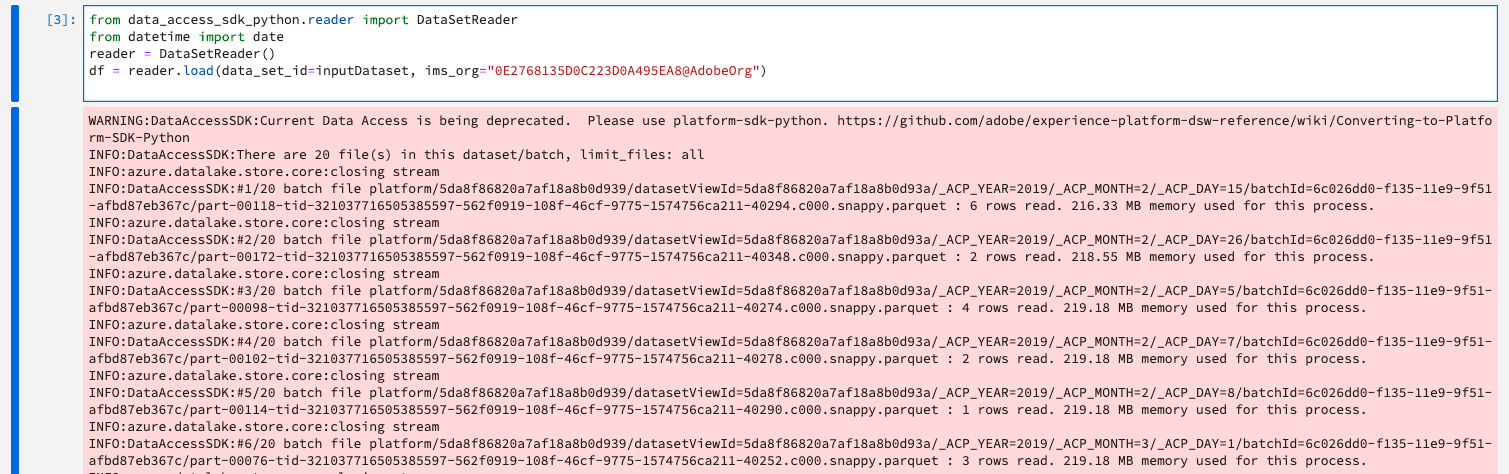 [3]: from data_access_sdk_python.reader import DataSetReader
from datetime import date
reader = DataSetReader()
df = reader.load(data_set_id=inputDataset, ims_org="0E2768135D0C223D0A495EA8@AdobeOrg")
WARNING:DataAccessSDK:Current Data Access is being deprecated.  Please use platform-sdk-python. https://github.com/adobe/experience-platform-dsw-reference/wiki/Converting-to-Platfo
rm-SDK-Python
INFO:DataAccessSDK:There are 20 file(s) in this dataset/batch, limit_files: all
INFO:azure.datalake.store.core:closing stream
INFO:DataAccessSDK:#1/20 batch file platform/5da8f86820a7af18a8b0d939/datasetViewId=5da8f86820a7af18a8b0d93a/_ACP_YEAR=2019/_ACP_MONTH=2/_ACP_DAY=15/batchId=6c026dd0-f135-11e9-9f51
-afbd87eb367c/part-00118-tid-321037716505385597-562f0919-108f-46cf-9775-1574756ca211-40294.c000.snappy.parquet : 6 rows read. 216.33 MB memory used for this process.
INFO:azure.datalake.store.core:closing stream
INFO:DataAccessSDK:#2/20 batch file platform/5da8f86820a7af18a8b0d939/datasetViewId=5da8f86820a7af18a8b0d93a/_ACP_YEAR=2019/_ACP_MONTH=2/_ACP_DAY=26/batchId=6c026dd0-f135-11e9-9f51
-afbd87eb367c/part-00172-tid-321037716505385597-562f0919-108f-46cf-9775-1574756ca211-40348.c000.snappy.parquet : 2 rows read. 218.55 MB memory used for this process.
INFO:azure.datalake.store.core:closing stream
INFO:DataAccessSDK:#3/20 batch file platform/5da8f86820a7af18a8b0d939/datasetViewId=5da8f86820a7af18a8b0d93a/_ACP_YEAR=2019/_ACP_MONTH=2/_ACP_DAY=5/batchId=6c026dd0-f135-11e9-9f51-
afbd87eb367c/part-00098-tid-321037716505385597-562f0919-108f-46cf-9775-1574756ca211-40274.c000.snappy.parquet : 4 rows read. 219.18 MB memory used for this process.
INFO:azure.datalake.store.core:closing stream
INFO:DataAccessSDK:#4/20 batch file platform/5da8f86820a7af18a8b0d939/datasetViewId=5da8f86820a7af18a8b0d93a/_ACP_YEAR=2019/_ACP_MONTH=2/_ACP_DAY=7/batchId=6c026dd0-f135-11e9-9f51-
afbd87eb367c/part-00102-tid-321037716505385597-562f0919-108f-46cf-9775-1574756ca211-40278.c000.snappy.parquet : 2 rows read. 219.18 MB memory used for this process.
INFO:azure.datalake.store.core:closing stream
INFO:DataAccessSDK:#5/20 batch file platform/5da8f86820a7af18a8b0d939/datasetViewId=5da8f86820a7af18a8b0d93a/_ACP_YEAR=2019/_ACP_MONTH=2/_ACP_DAY=8/batchId=6c026dd0-f135-11e9-9f51-
afbd87eb367c/part-00114-tid-321037716505385597-562f0919-108f-46cf-9775-1574756ca211-40290.c000.snappy.parquet : 1 rows read. 219.18 MB memory used for this process.
INFO:azure.datalake.store.core:closing stream
INFO:DataAccessSDK:#6/20 batch file platform/5da8f86820a7af18a8b0d939/datasetViewId=5da8f86820a7af18a8b0d93a/_ACP_YEAR=2019/_ACP_MONTH=3/_ACP_DAY=1/batchId=6c026dd0-f135-11e9-9f51-
afbd87eb367c/part-00076-tid-321037716505385597-562f0919-108f-46cf-9775-1574756ca211-40252.c000.snappy.parquet : 3 rows read. 219.18 MB memory used for this process.